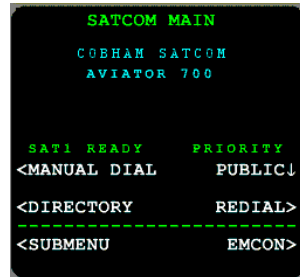 SATCOM MAIN
COBHAM SATCOM
AVIATOR 700
SAT1 READY PRIORITY
<MANUAL DIAL PUBLIC↓
<DIRECTORY REDIAL>
<SUBMENU EMCON>